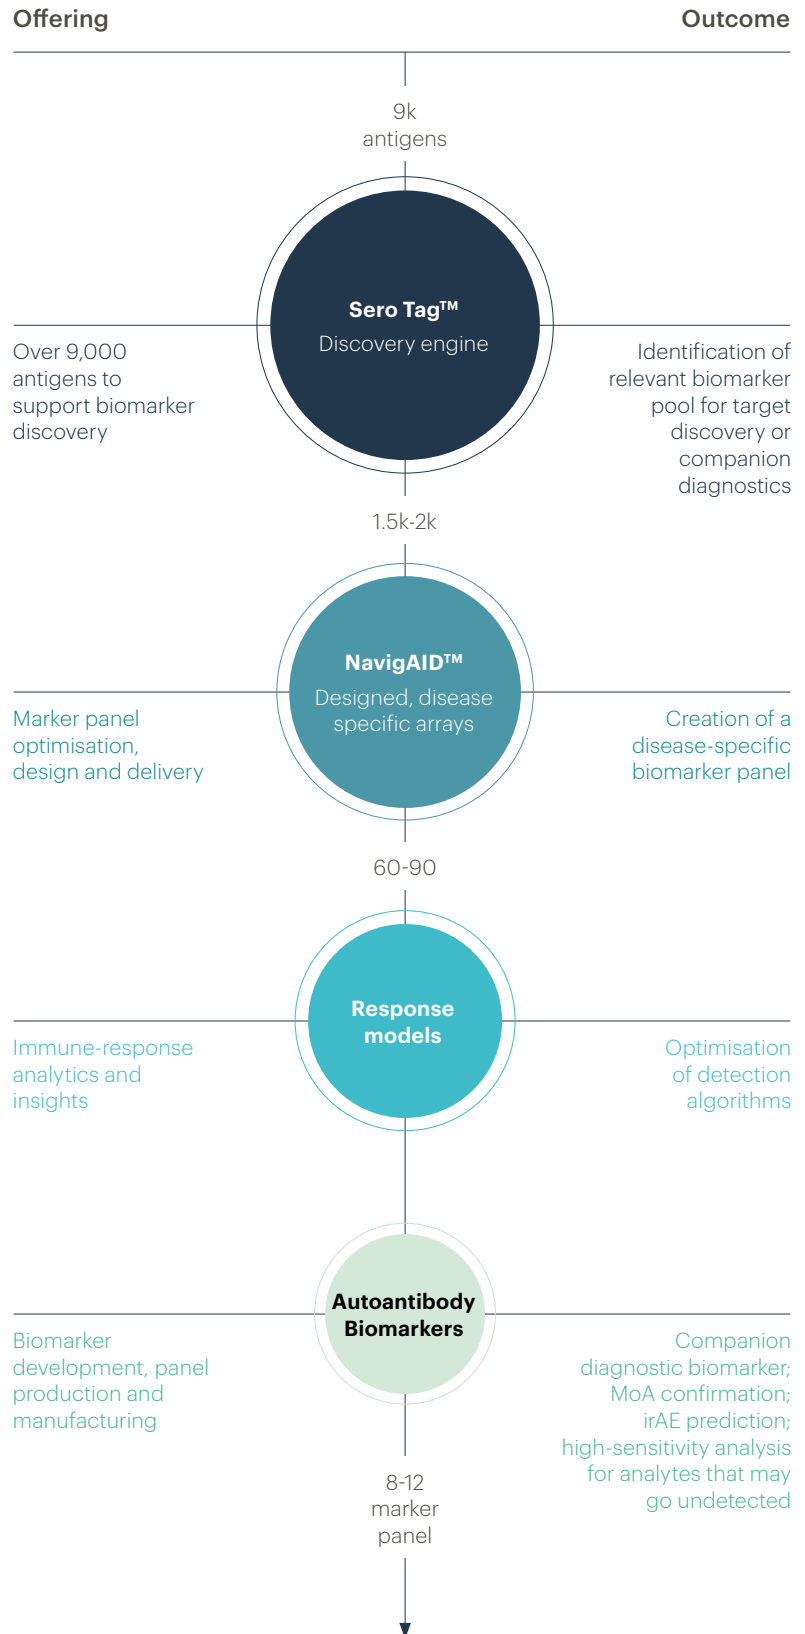 Offering
Outcome
9k
antigens
Sero Tag™
Discovery engine
Over 9,000
antigens to
support biomarker
discovery
Identification of
relevant biomarker
pool for target
discovery or
companion
diagnostics
1.5k-2k
NavigAID™
Designed, disease
specific arrays
Marker panel
optimisation,
design and delivery
Creation of a
disease-specific
biomarker panel
60-90
Response
models
Immune-response
analytics and
insights
Optimisation
of detection
algorithms
Autoantibody
Biomarkers
Biomarker
development, panel
production and
manufacturing
Companion
diagnostic biomarker;
MoA confirmation;
irAE prediction;
high-sensitivity analysis
for analytes that may
go undetected
8-12
marker
panel